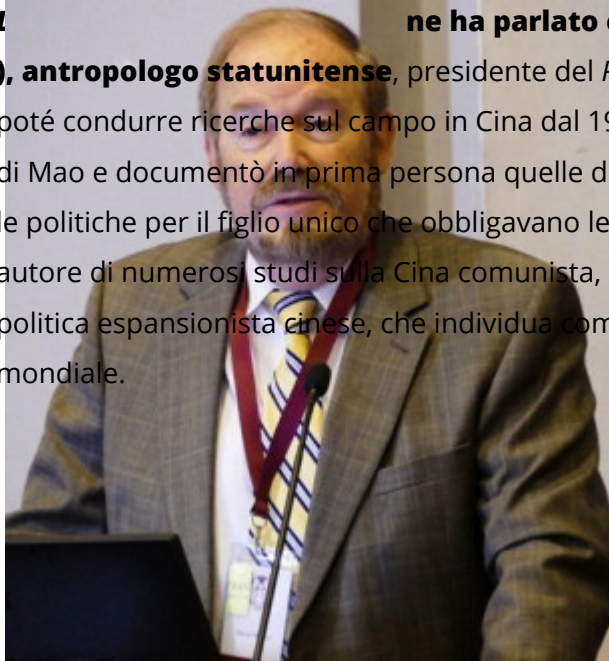 ne ha parlato
), antropologo statunitense, presidente del
poté condurre ricerche sul campo in Cina dal 19
di Mao e documentò in prima persona quelle d
le politiche per il figlio unico che obbligavano le
autore di numerosi studi sulla Cina comunista,
politica espansionista cinese, che individua com
mondiale.